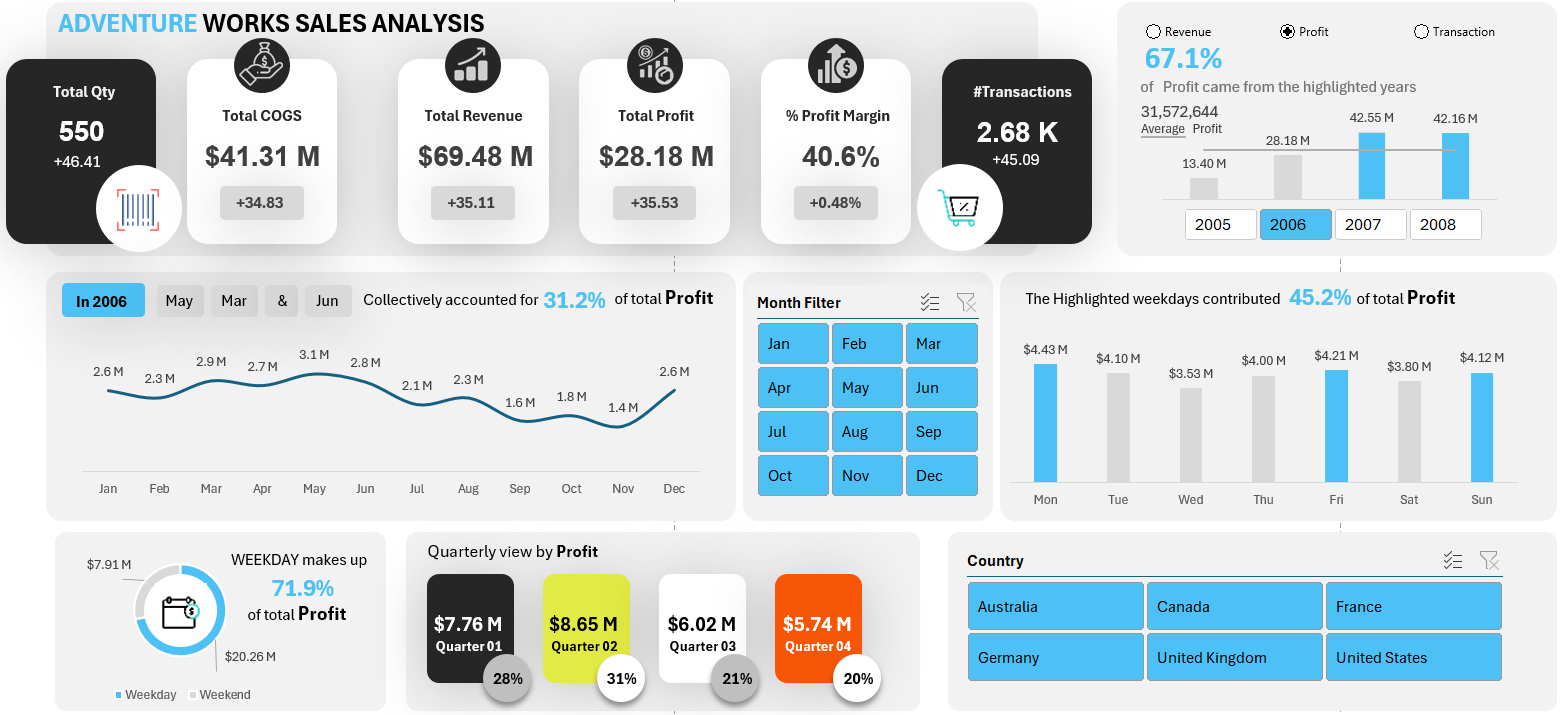 ADVENTURE WORKS SALES ANALYSIS
Total Qty
550
+46.41
Total COGS
$41.31 M
+34.83
Total Revenue
$69.48 M
+35.11
Total Profit
$28.18 M
+35.53
% Profit Margin
40.6%
+0.48%
#Transactions
2.68 K
+45.09
Revenue Profit Transaction
67.1%
of Profit came from the highlighted years
31,572,644
Average Profit
13.40 M 28.18 M 42.55 M 42.16 M
2005 2006 2007 2008
In 2006 May Mar & Jun Collectively accounted for 31.2% of total Profit
2.6 M 2.3 M 2.9 M 2.7 M 3.1 M 2.8 M 2.1 M 2.3 M 1.6 M 1.8 M 1.4 M 2.6 M
Jan Feb Mar Apr May Jun Jul Aug Sep Oct Nov Dec
Month Filter
Jan Feb Mar
Apr May Jun
Jul Aug Sep
Oct Nov Dec
The Highlighted weekdays contributed 45.2% of total Profit
$4.43 M $4.10 M $3.53 M $4.00 M $4.21 M $3.80 M $4.12 M
Mon Tue Wed Thu Fri Sat Sun
$7.91 M
WEEKDAY makes up
71.9%
of total Profit
$20.26 M
Weekday Weekend
Quarterly view by Profit
$7.76 M
Quarter 01
28%
$8.65 M
Quarter 02
31%
$6.02 M
Quarter 03
21%
$5.74 M
Quarter 04
20%
Country
Australia Canada France
Germany United Kingdom United States